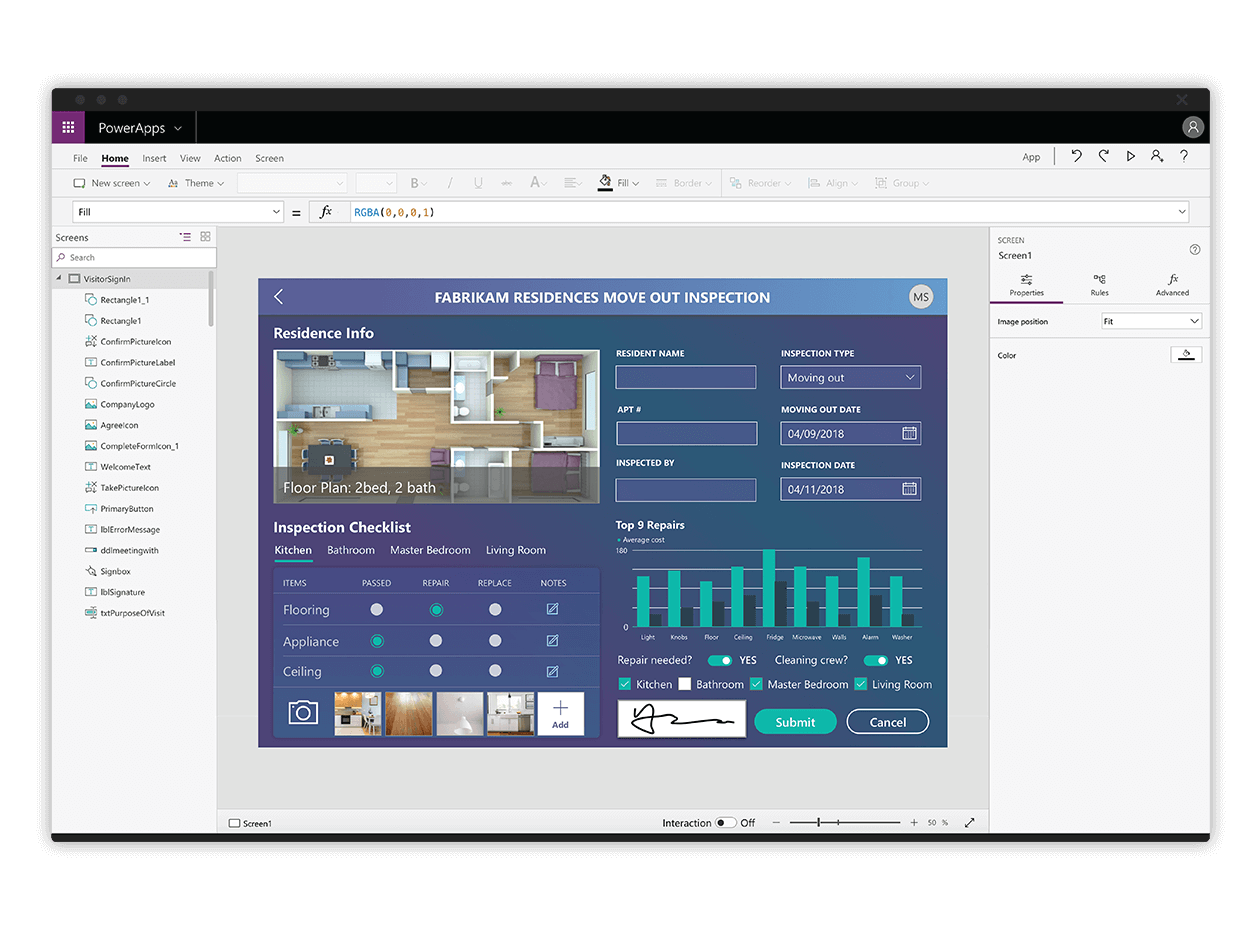 PowerApps
File Home Insert View Action Screen
App
?
New screen
Theme
B
/
U
abc
A
Fill
Border
Reorder
Align
Group
Fill
=
fx
RGBA(0,0,0,1)
Screens
Search
VisitorSignIn
Rectangle1_1
Rectangle1
ConfirmPictureIcon
ConfirmPictureLabel
ConfirmPictureCircle
CompanyLogo
AgreeIcon
CompleteFormIcon_1
WelcomeText
TakePictureIcon
PrimaryButton
lblErrorMessage
ddlmeetingwith
Signbox
lblSignature
txtPurposeOfVisit
FABRIKAM RESIDENCES MOVE OUT INSPECTION
MS
Residence Info
Floor Plan: 2bed, 2 bath
RESIDENT NAME
INSPECTION TYPE
Moving out
APT #
MOVING OUT DATE
04/09/2018
INSPECTED BY
INSPECTION DATE
04/11/2018
Inspection Checklist
Kitchen Bathroom Master Bedroom Living Room
ITEMS PASSED REPAIR REPLACE NOTES
Flooring
Appliance
Ceiling
Add
Top 9 Repairs
Average cost
180
0
Light Knobs Floor Ceiling Fridge Microwave Walls Alarm Washer
Repair needed? YES Cleaning crew? YES
Kitchen Bathroom Master Bedroom Living Room
Submit
Cancel
Screen1
Interaction Off
50 %
SCREEN
Screen1
?
Properties
Rules
fx
Advanced
Image position
Fit
Color